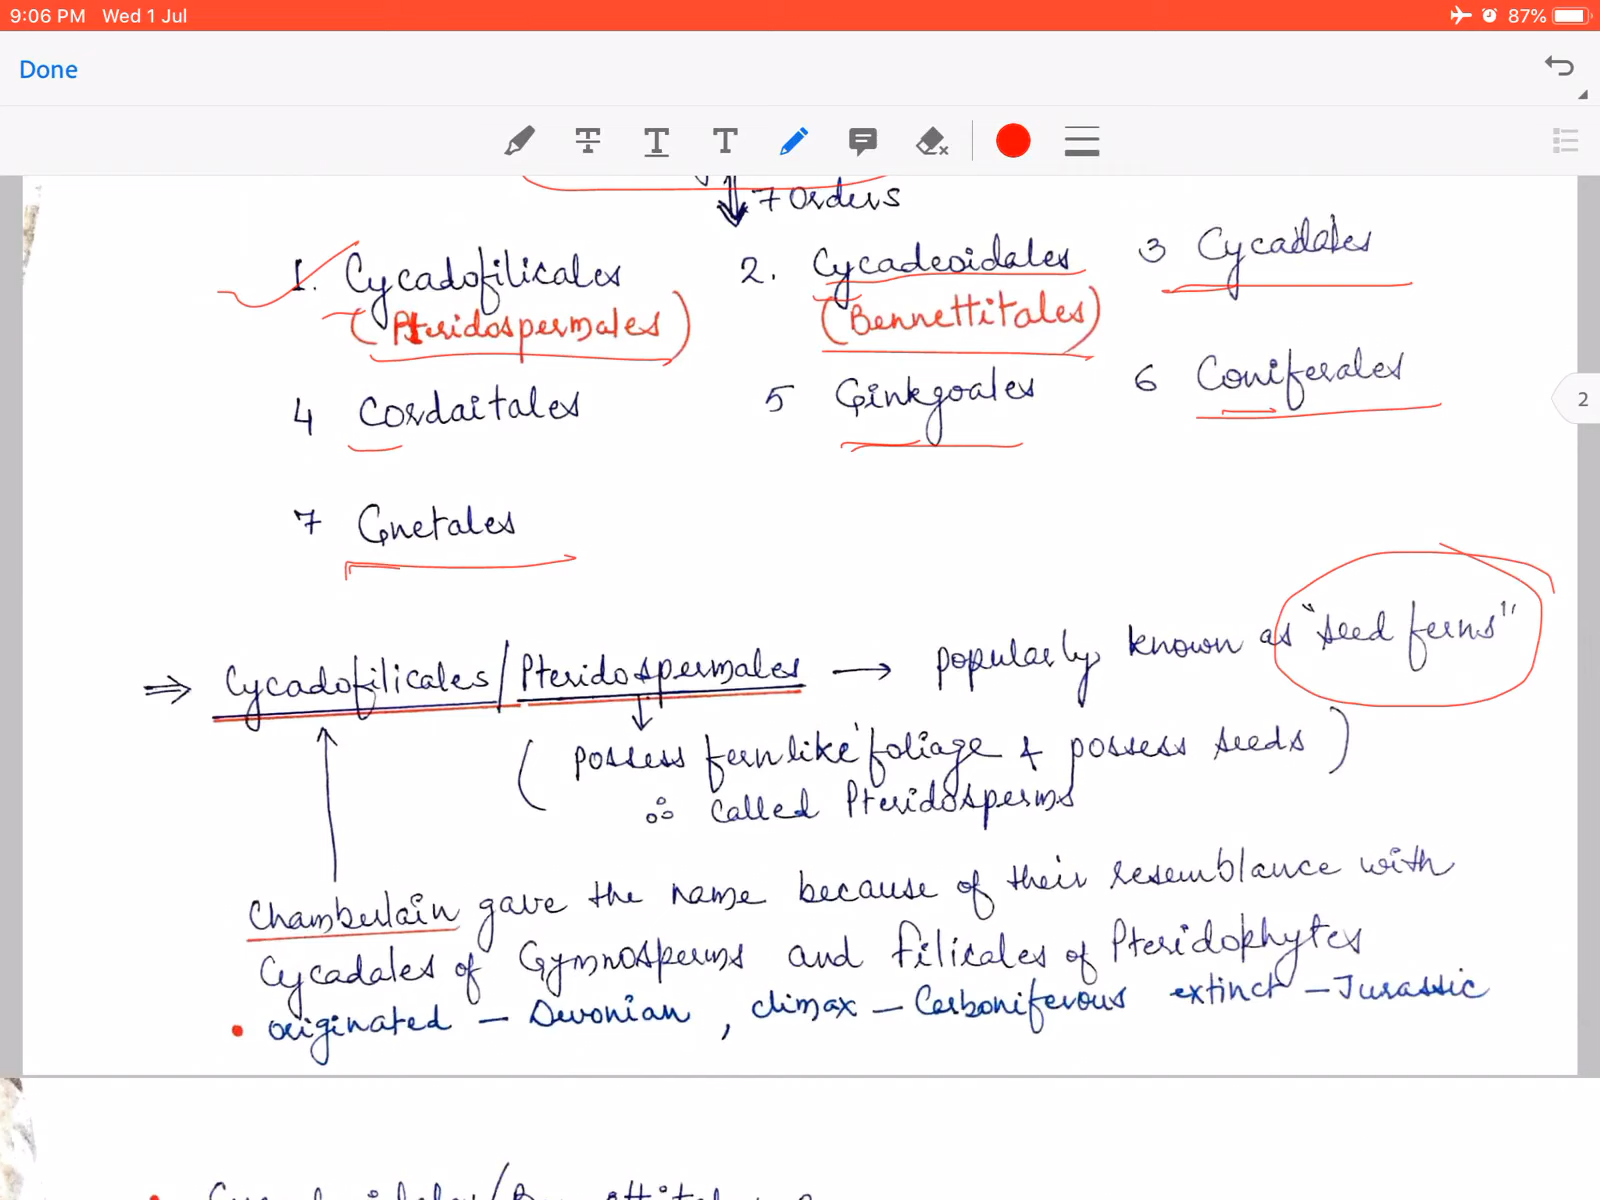 9:06 PM Wed 1 Jul 87%
Done
7 Orders
1. Cycadofilicales 2. Cycadeoidales 3 Cycadales
(Pteridospermales) (Bennettitales)
4 Cordaitales 5 Ginkgoales 6 Coniferales
2
7 Gnetales
⇒ Cycadofilicales/Pteridospermales → popularly known as "seed ferns"
(possess fernlike foliage & possess seeds)
∴ called Pteridosperms
Chamberlain gave the name because of their resemblance with
Cycadales of Gymnosperms and Filicales of Pteridophytes
• originated – Devonian, climax – Carboniferous extinct – Jurassic